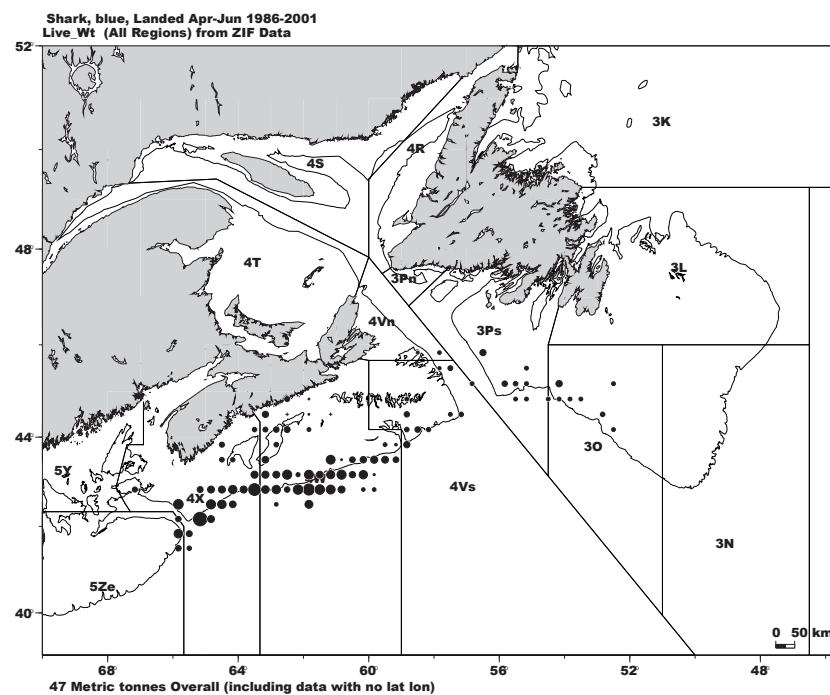 Shark, blue, Landed Apr-Jun 1986-2001
Live_Wt (All Regions) from ZIF Data
52°
3K
4R
4S
48°
4T
3L
3Pn
4Vn
3Ps
44°
5Y
3O
4X
4Vs
3N
5Ze
40°
0 50 km
68° 64° 60° 56° 52° 48°
47 Metric tonnes Overall (including data with no lat lon)